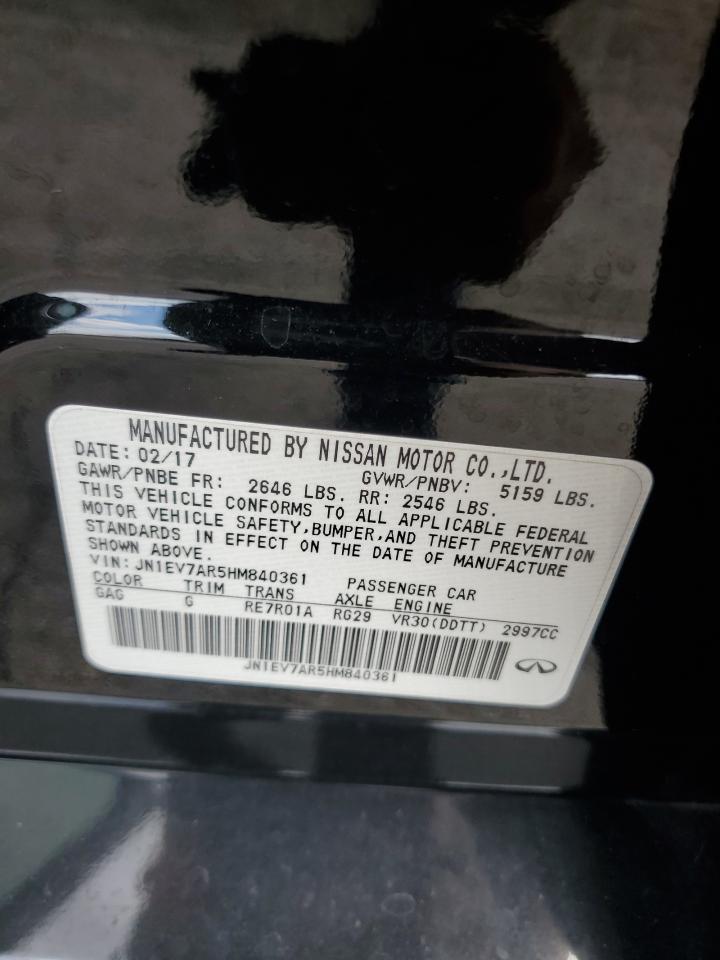 MANUFACTURED BY NISSAN MOTOR CO.,LTD.
DATE: 02/17 GVWR/PNBV: 5159 LBS.
GAWR/PNBE FR: 2646 LBS. RR: 2546 LBS.
THIS VEHICLE CONFORMS TO ALL APPLICABLE FEDERAL
MOTOR VEHICLE SAFETY,BUMPER,AND THEFT PREVENTION
STANDARDS IN EFFECT ON THE DATE OF MANUFACTURE
SHOWN ABOVE.
VIN: JN1EV7AR5HM840361 PASSENGER CAR
COLOR TRIM TRANS AXLE ENGINE
GAG G RE7R01A RG29 VR30(DDTT) 2997CC
JN1EV7AR5HM840361